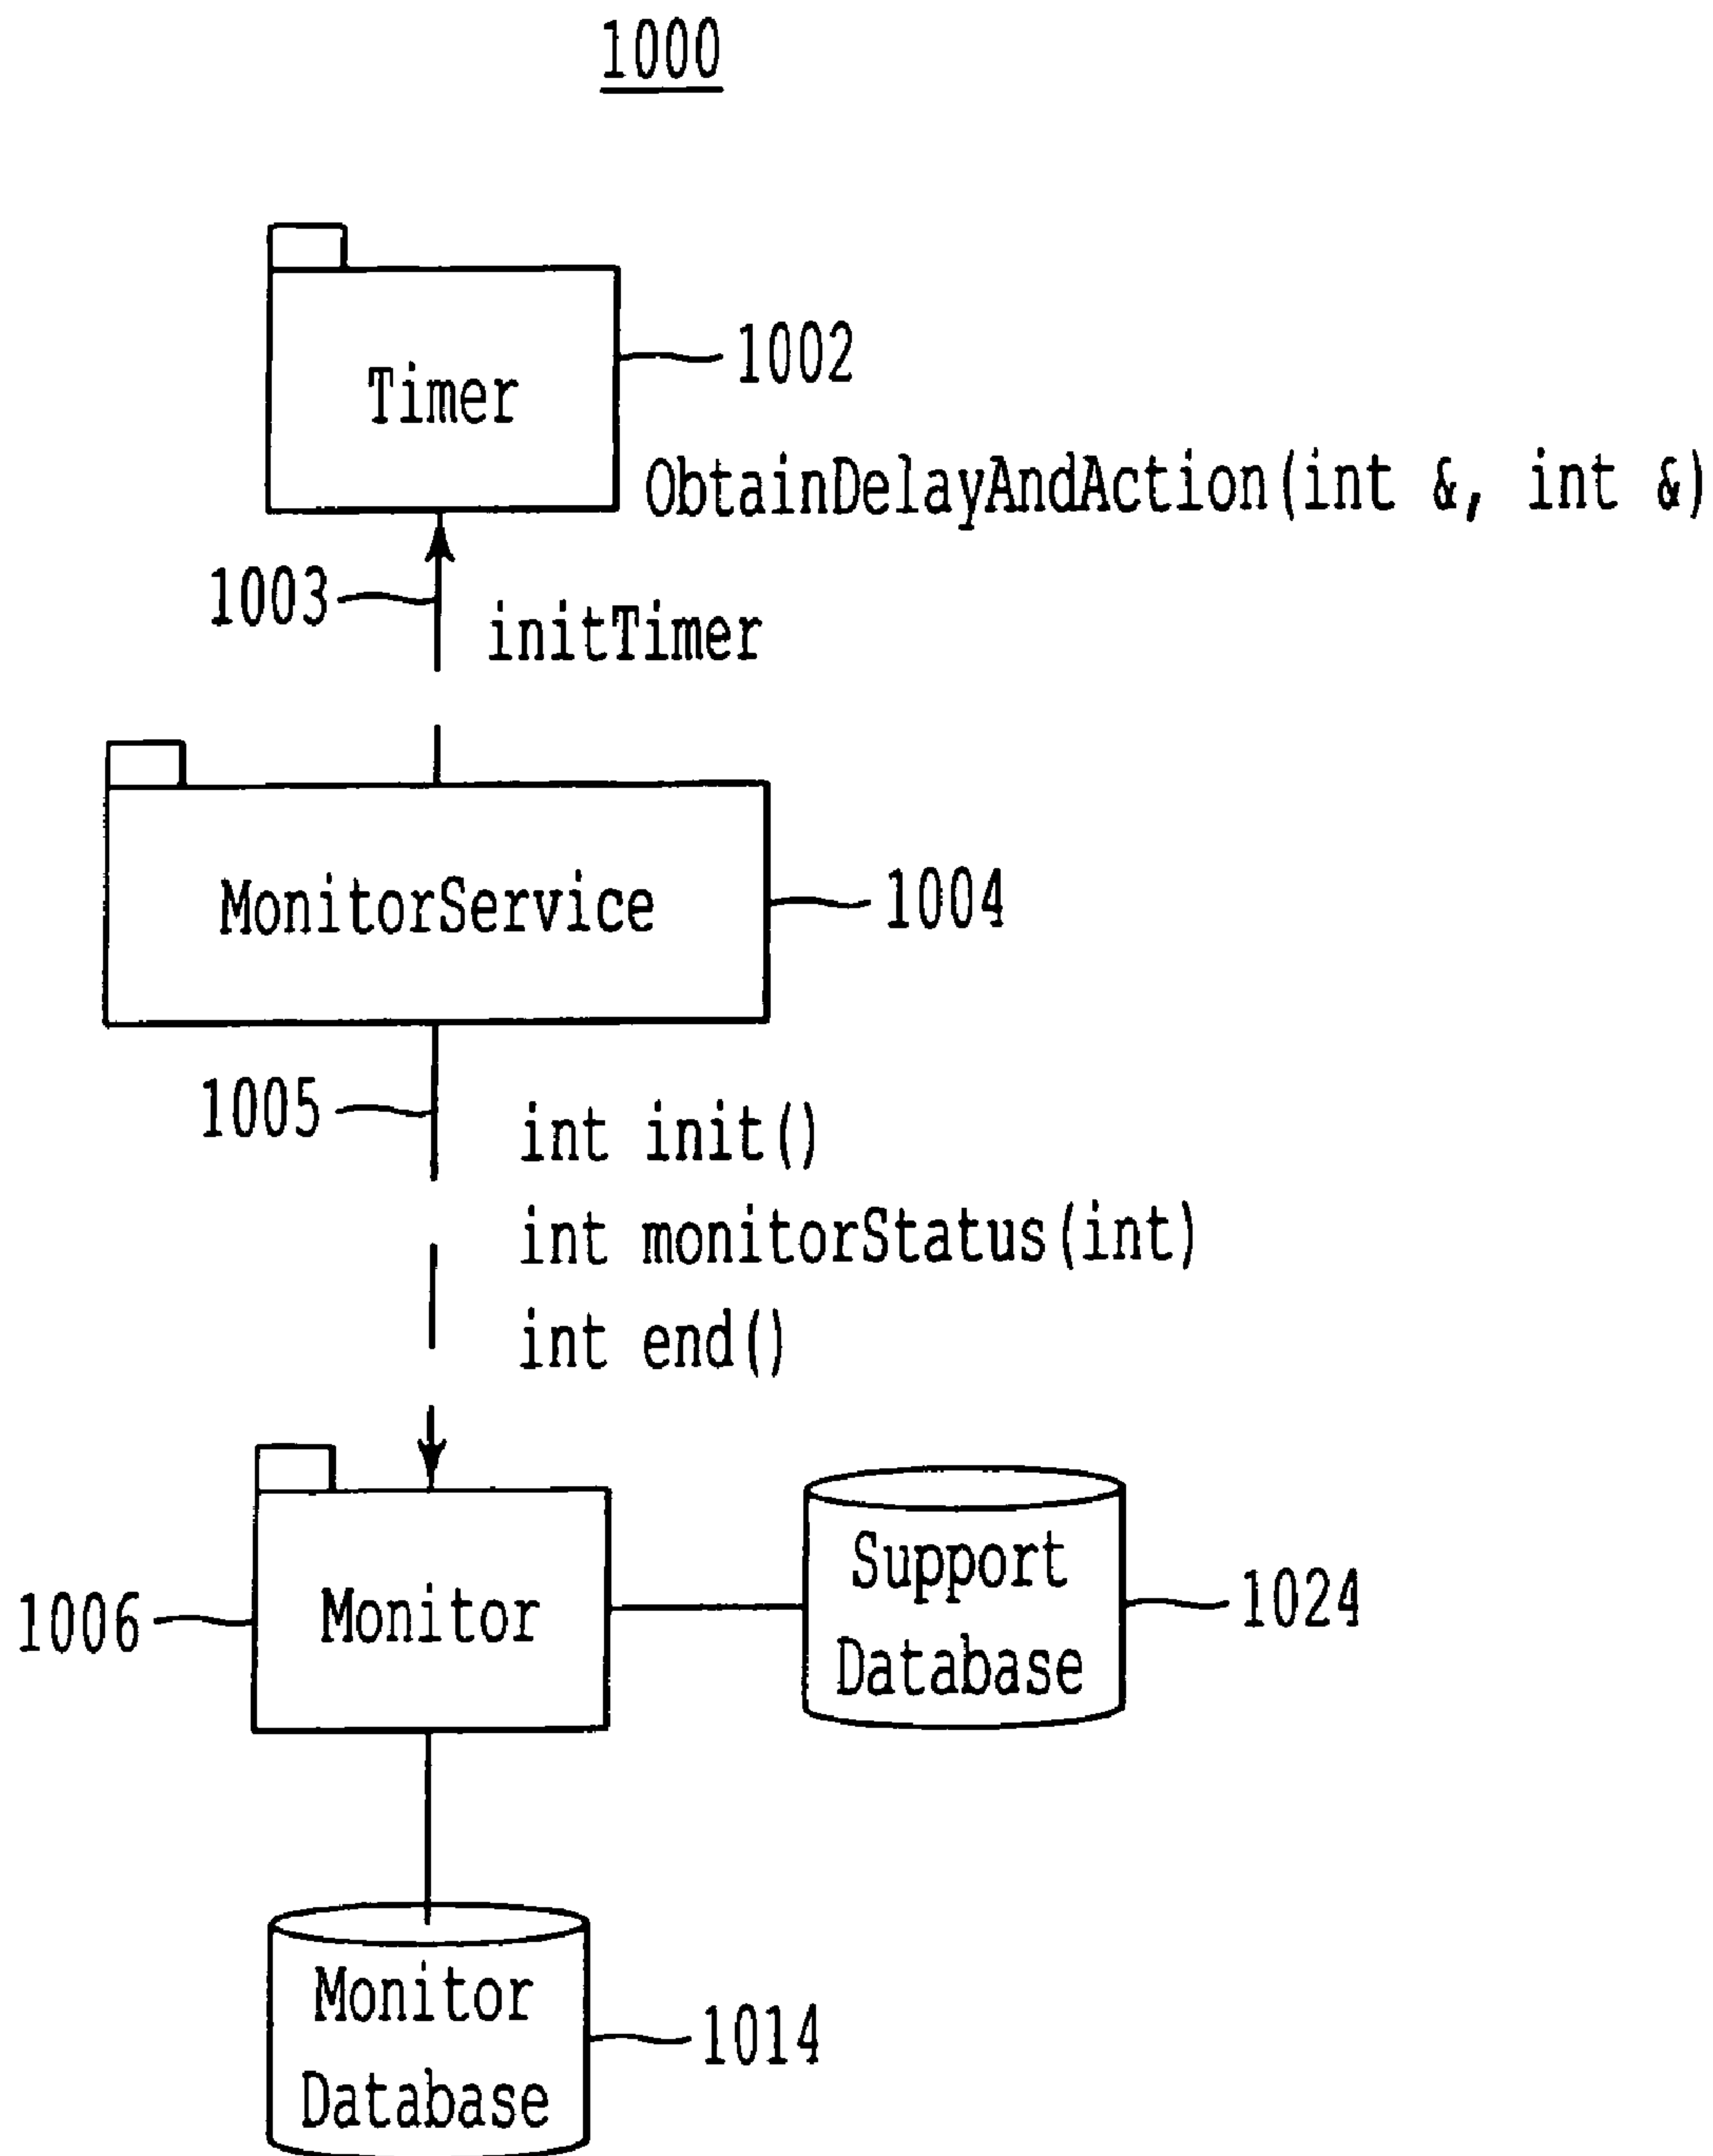 1000
1002
Timer
ObtainDelayAndAction(int &, int &)
1003
initTimer
MonitorService
1004
1005
int init()
int monitorStatus(int)
int end()
Support
Database
1024
1006
Monitor
Monitor
Database
1014